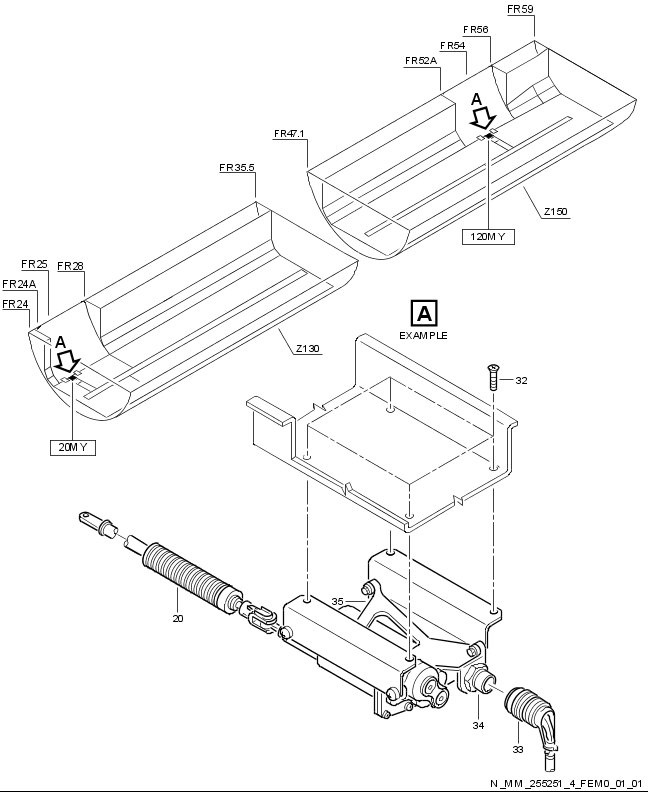 FR59
FR56
FR54
FR52A
A
FR47.1
FR35.5
Z150
120MY
FR25
FR28
FR24A
FR24
A
A
EXAMPLE
Z130
32
20MY
35
20
34
33
N_MM_255251_4_FEM0_01_01